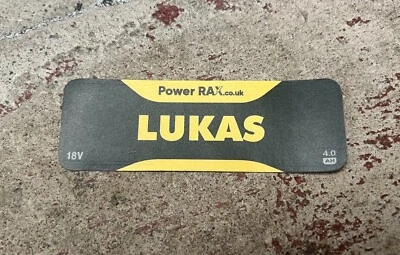 Power RAX.co.uk
LUKAS
18V
4.0
AH